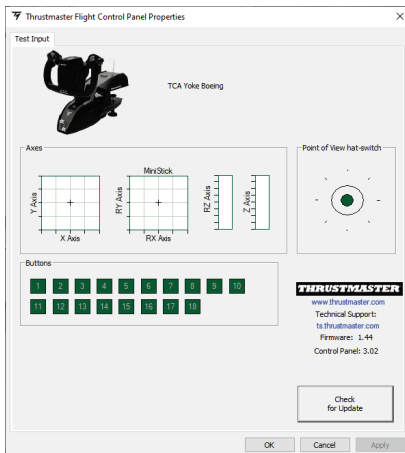 Thrustmaster Flight Control Panel Properties
Test Input
TCA Yoke Boeing
Axes
Y Axis
X Axis
MiniStick
RY Axis
RX Axis
RZ Axis
Z Axis
Point of View hat-switch
Buttons
1 2 3 4 5 6 7 8 9 10
11 12 13 14 15 16 17 18
THRUSTMASTER
www.thrustmaster.com
Technical Support:
ts.thrustmaster.com
Firmware: 1.44
Control Panel: 3.02
Check
for Update
OK Cancel Apply